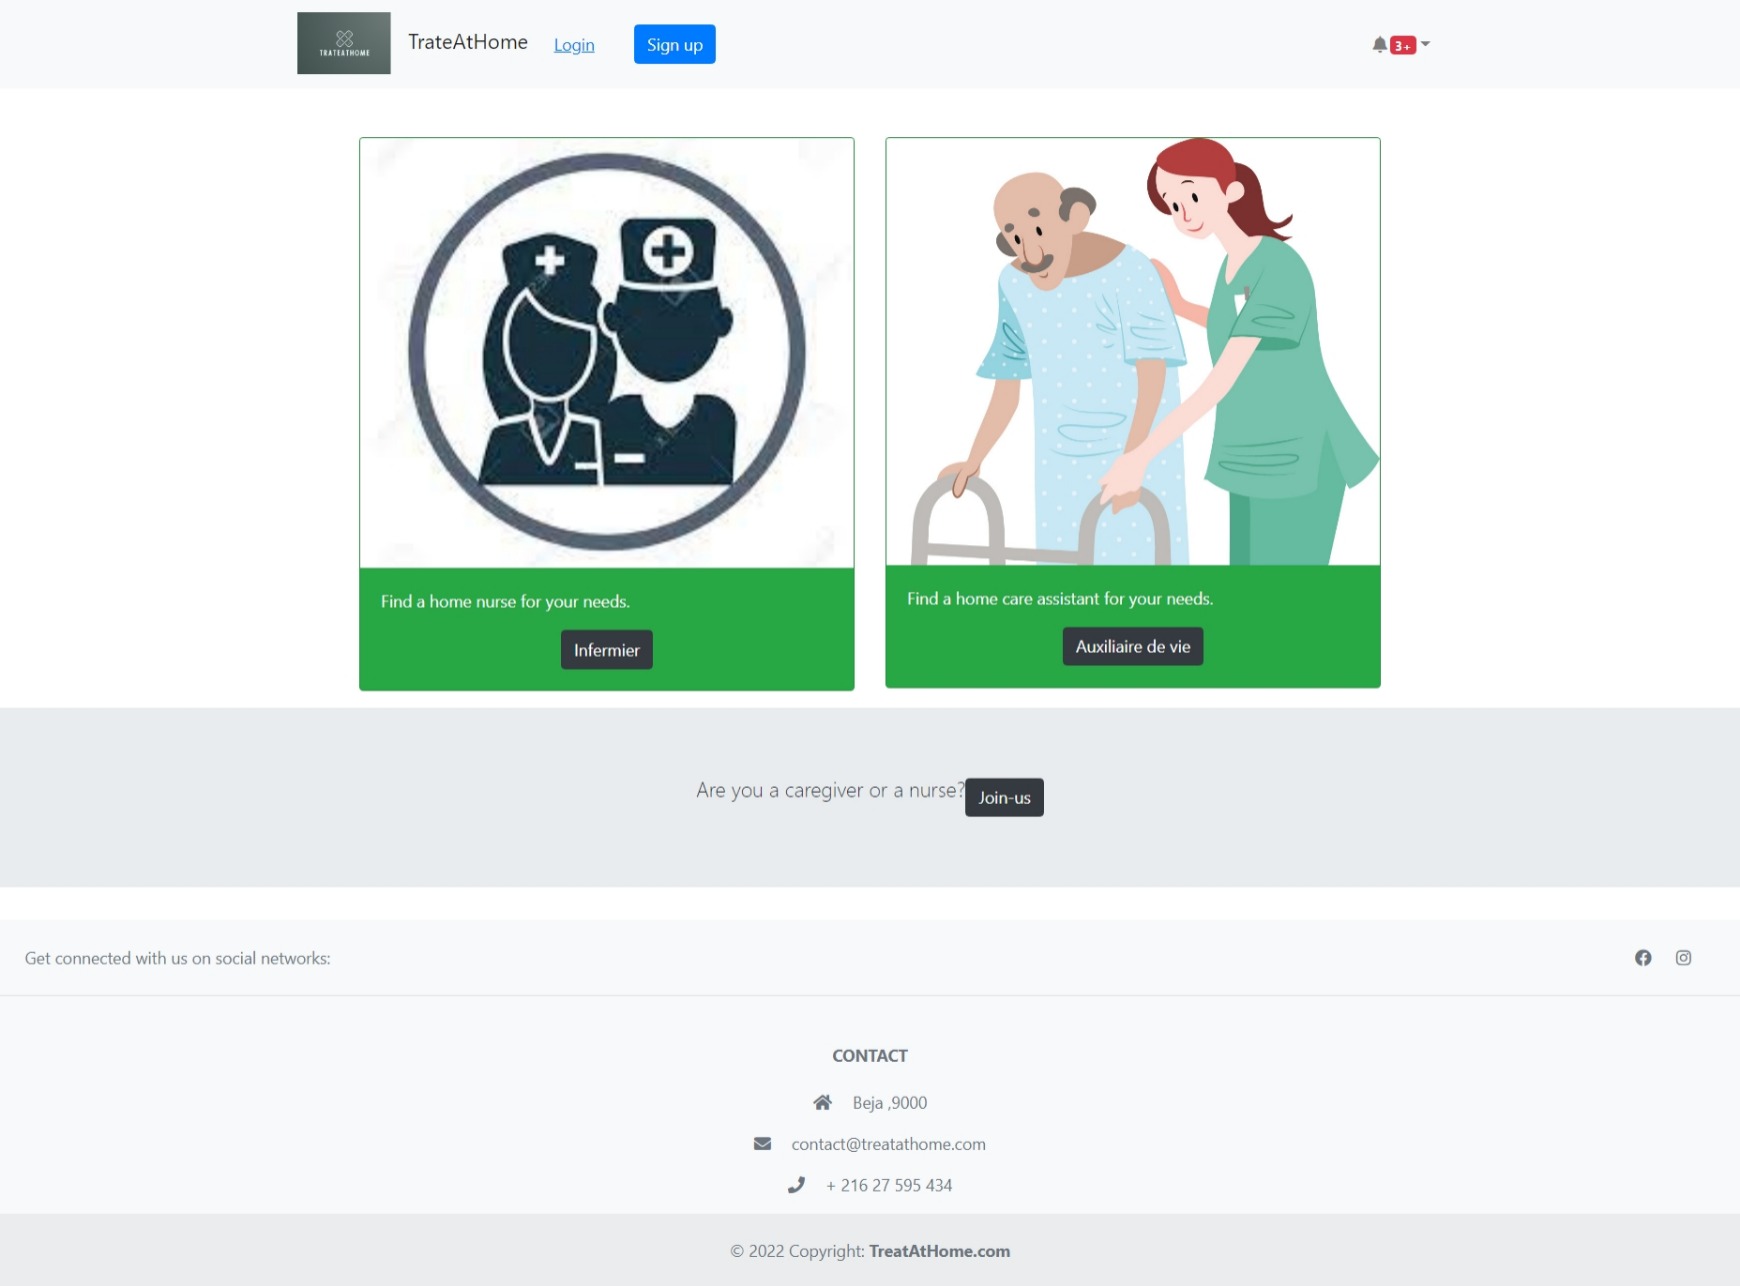 TRATEATHOME
TrateAtHome
Login
Sign up
3+
Find a home nurse for your needs.
Infermier
Find a home care assistant for your needs.
Auxiliaire de vie
Are you a caregiver or a nurse?
Join-us
Get connected with us on social networks:
CONTACT
Beja ,9000
contact@treatathome.com
+ 216 27 595 434
© 2022 Copyright: TreatAtHome.com